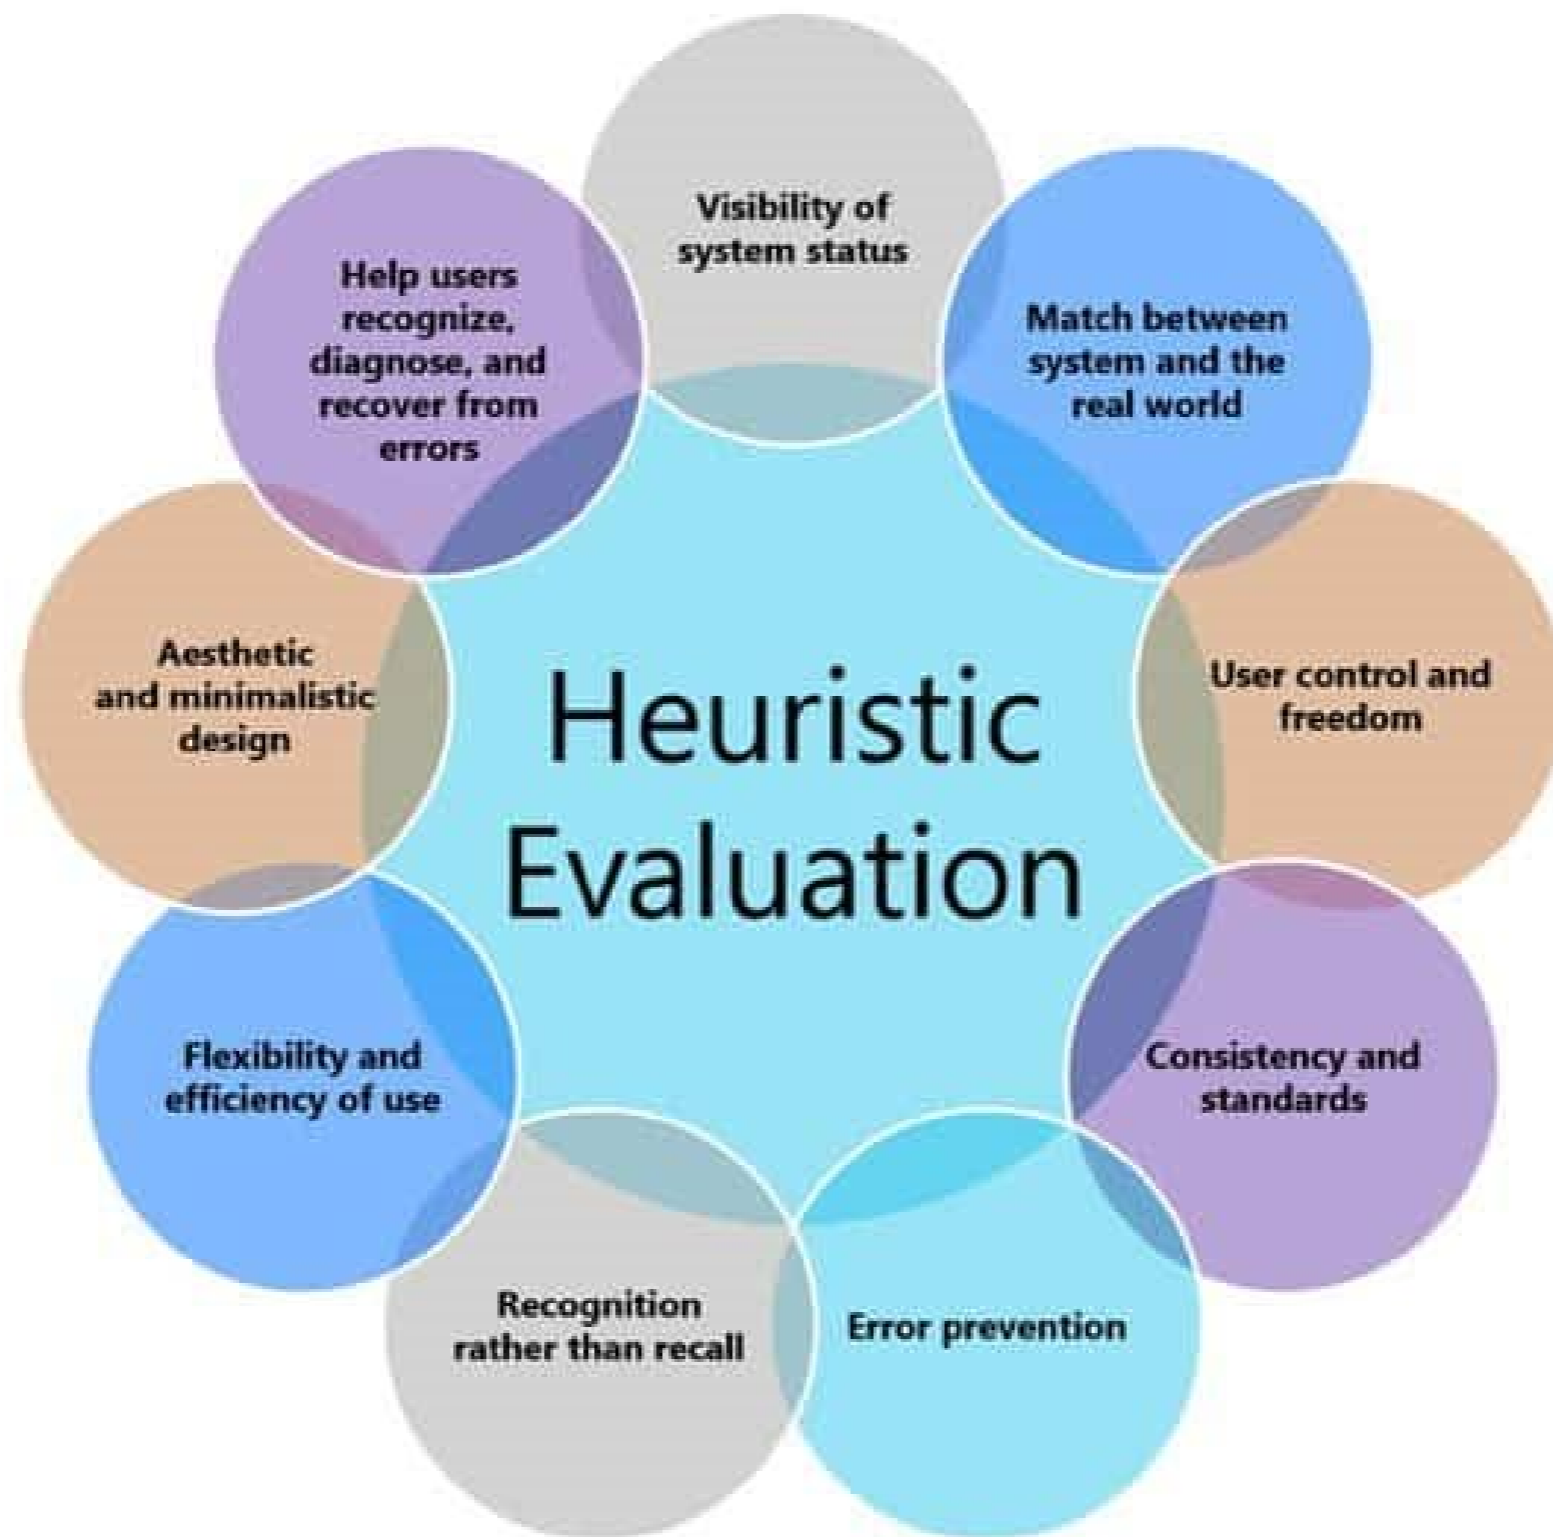 Visibility of
system status
Match between
system and the
real world
User control and
freedom
Consistency and
standards
Error prevention
Recognition
rather than recall
Flexibility and
efficiency of use
Aesthetic
and minimalistic
design
Help users
recognize,
diagnose, and
recover from
errors
Heuristic
Evaluation